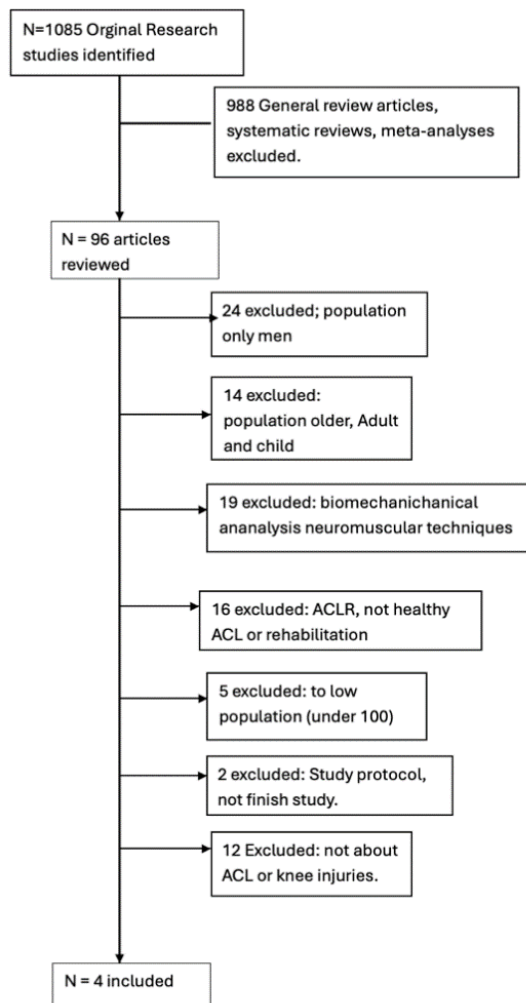 N=1085 Orginal Research
studies identified
988 General review articles,
systematic reviews, meta-analyses
excluded.
N = 96 articles
reviewed
24 excluded; population
only men
14 excluded:
population older, Adult
and child
19 excluded: biomechanichanical
ananalysis neuromuscular techniques
16 excluded: ACLR, not healthy
ACL or rehabilitation
5 excluded: to low
population (under 100)
2 excluded: Study protocol,
not finish study.
12 Excluded: not about
ACL or knee injuries.
N = 4 included